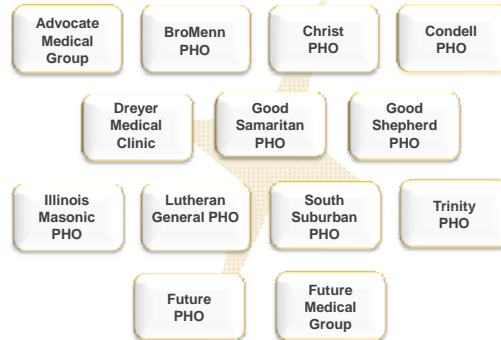 Advocate
Medical
Group
BroMenn
PHO
Christ
PHO
Condell
PHO
Dreyer
Medical
Clinic
Good
Samaritan
PHO
Good
Shepherd
PHO
Illinois
Masonic
PHO
Lutheran
General PHO
South
Suburban
PHO
Trinity
PHO
Future
PHO
Future
Medical
Group